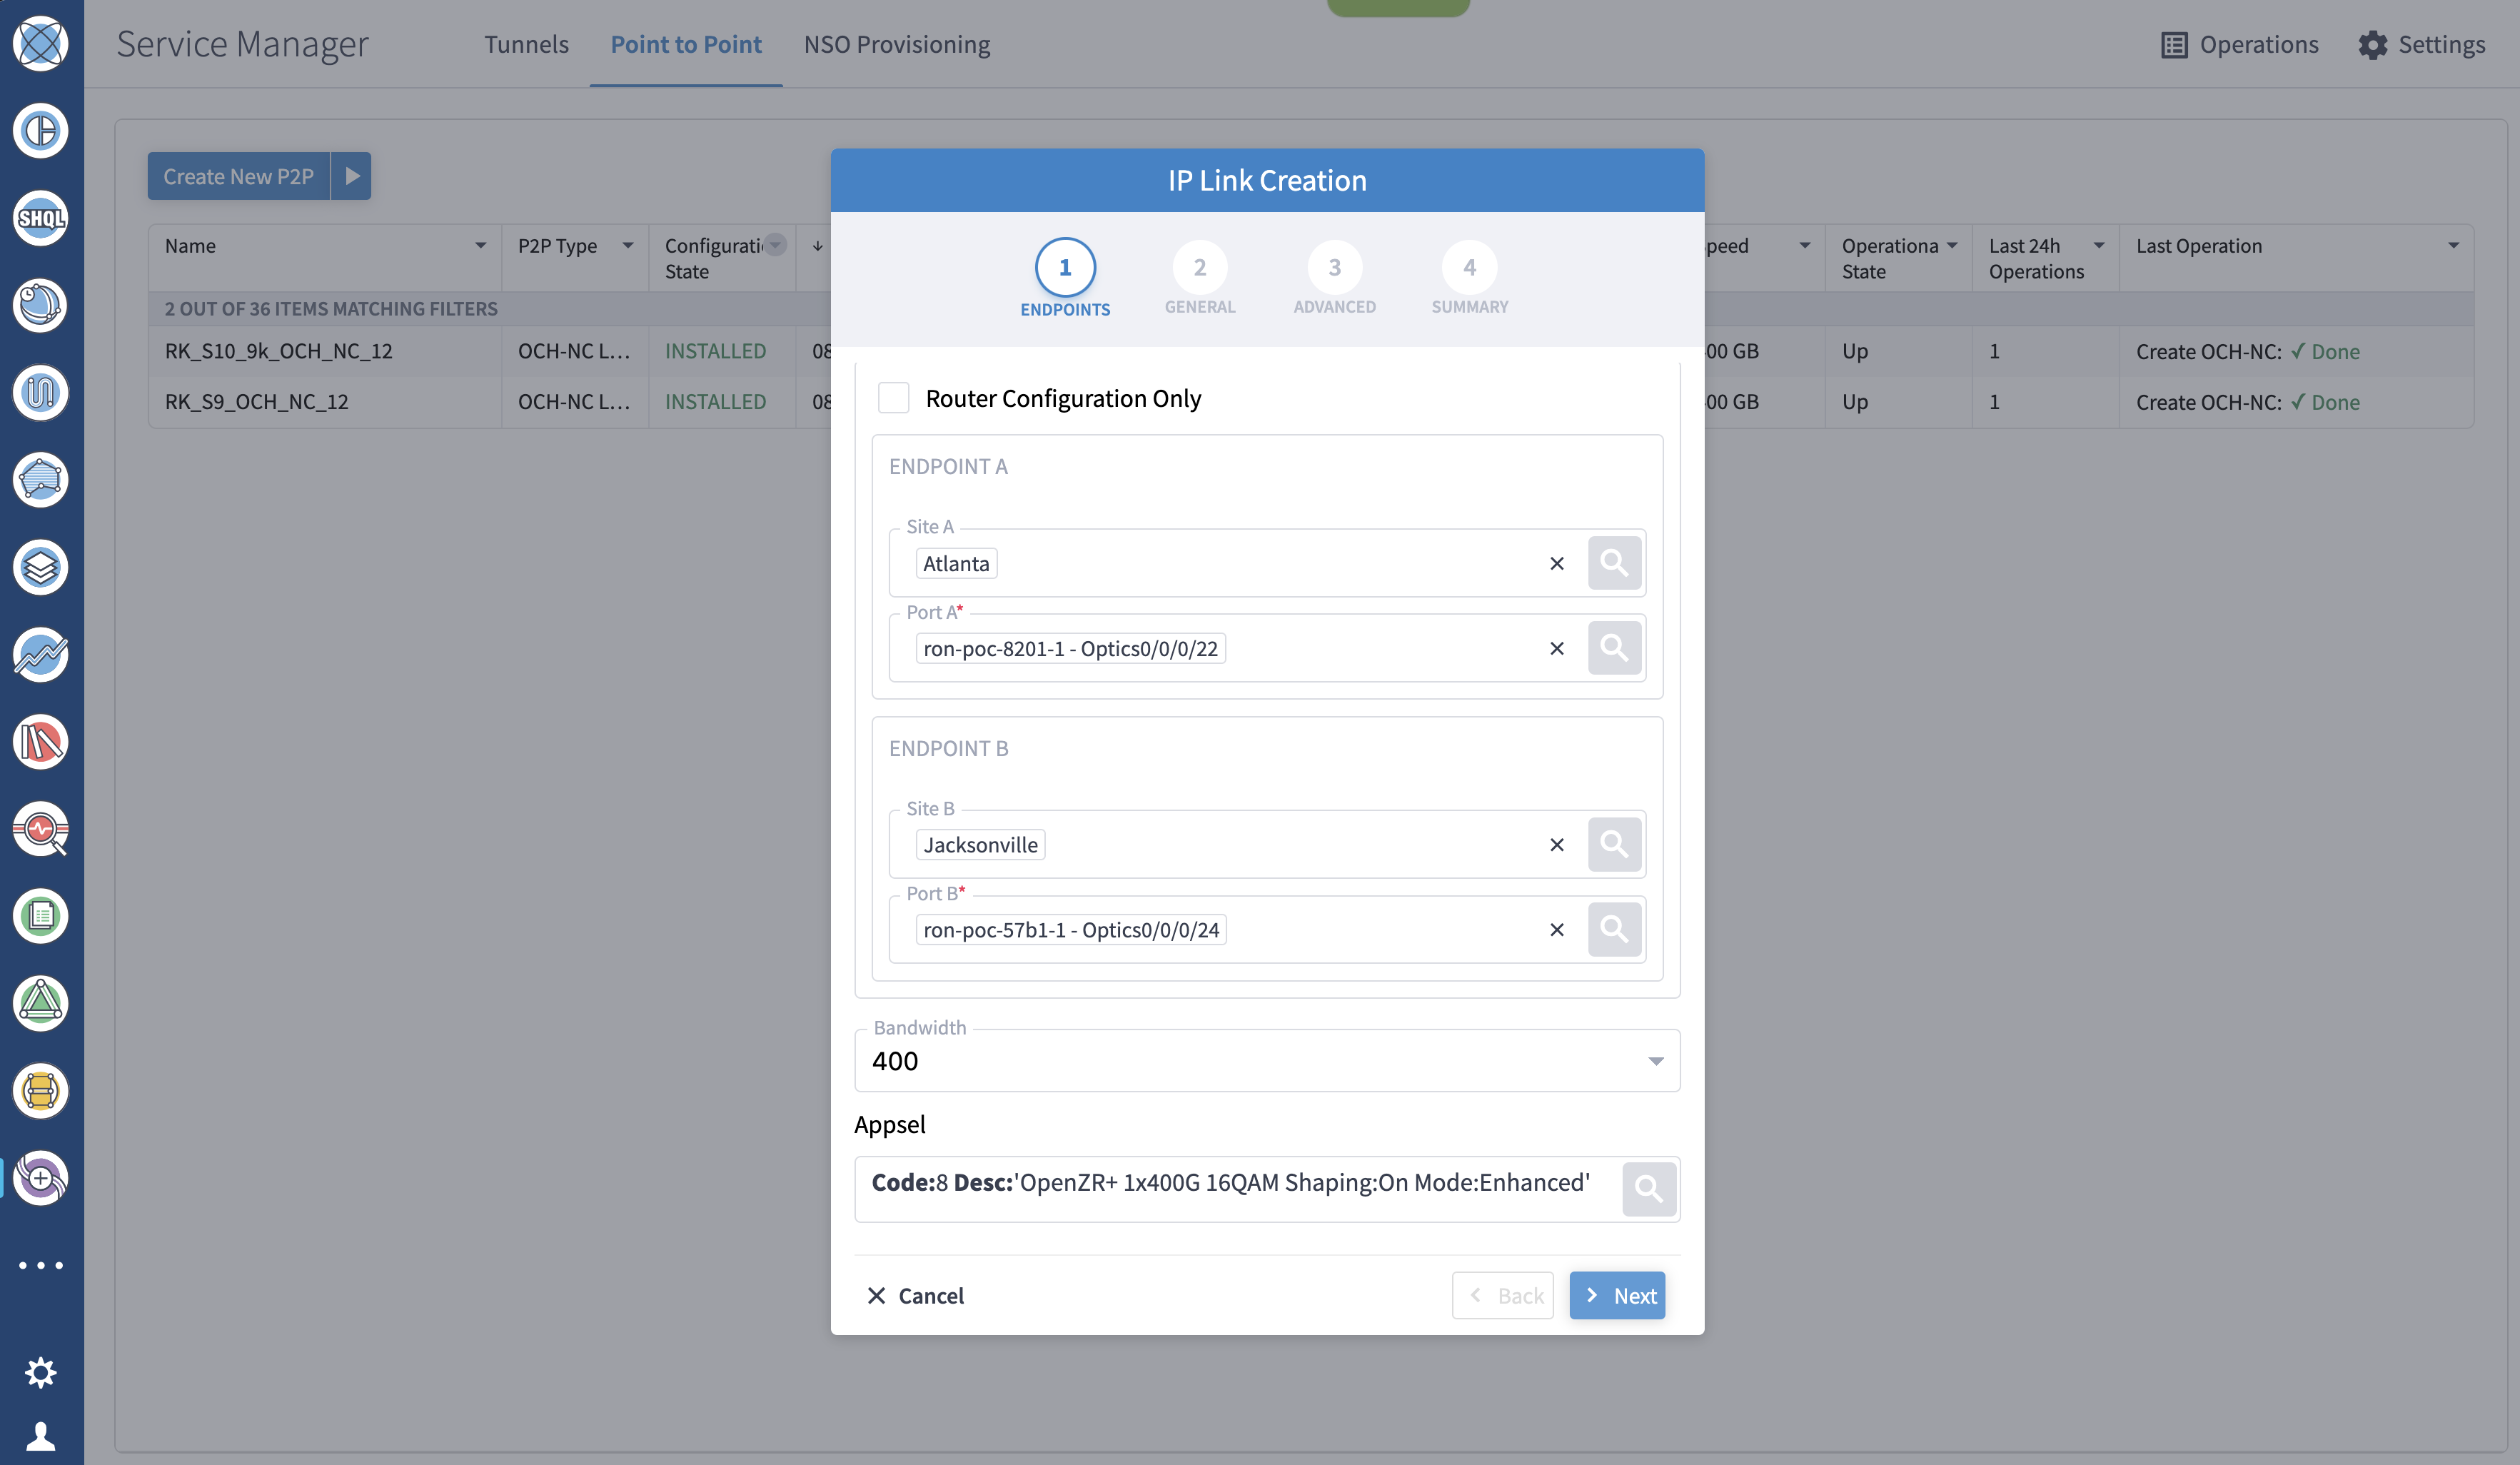 Service Manager
Tunnels
Point to Point
NSO Provisioning
Operations
Settings
SHQL
Create New P2P
Name
P2P Type
Configurati
State
peed
Operationa
State
Last 24h
Operations
Last Operation
2 OUT OF 36 ITEMS MATCHING FILTERS
RK_S10_9k_OCH_NC_12
OCH-NC L...
INSTALLED
08
00 GB
Up
1
Create OCH-NC: ✓ Done
RK_S9_OCH_NC_12
OCH-NC L...
INSTALLED
08
00 GB
Up
1
Create OCH-NC: ✓ Done
IP Link Creation
1
ENDPOINTS
2
GENERAL
3
ADVANCED
4
SUMMARY
Router Configuration Only
ENDPOINT A
Site A
Atlanta
Port A*
ron-poc-8201-1 - Optics0/0/0/22
ENDPOINT B
Site B
Jacksonville
Port B*
ron-poc-57b1-1 - Optics0/0/0/24
Bandwidth
400
Appsel
Code:8 Desc:'OpenZR+ 1x400G 16QAM Shaping:On Mode:Enhanced'
Cancel
Back
Next